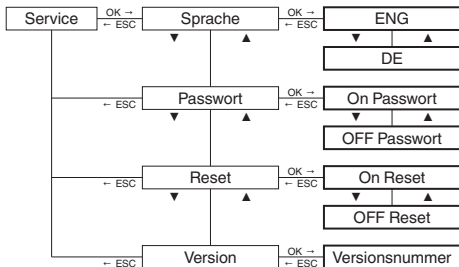 Service
OK →
← ESC
Sprache
OK →
← ESC
ENG
▼ ▲
▼ ▲
DE
← ESC
Passwort
OK →
← ESC
On Passwort
▼ ▲
▼ ▲
OFF Passwort
← ESC
Reset
OK →
← ESC
On Reset
▼ ▲
▼ ▲
OFF Reset
← ESC
Version
OK →
← ESC
Versionsnummer